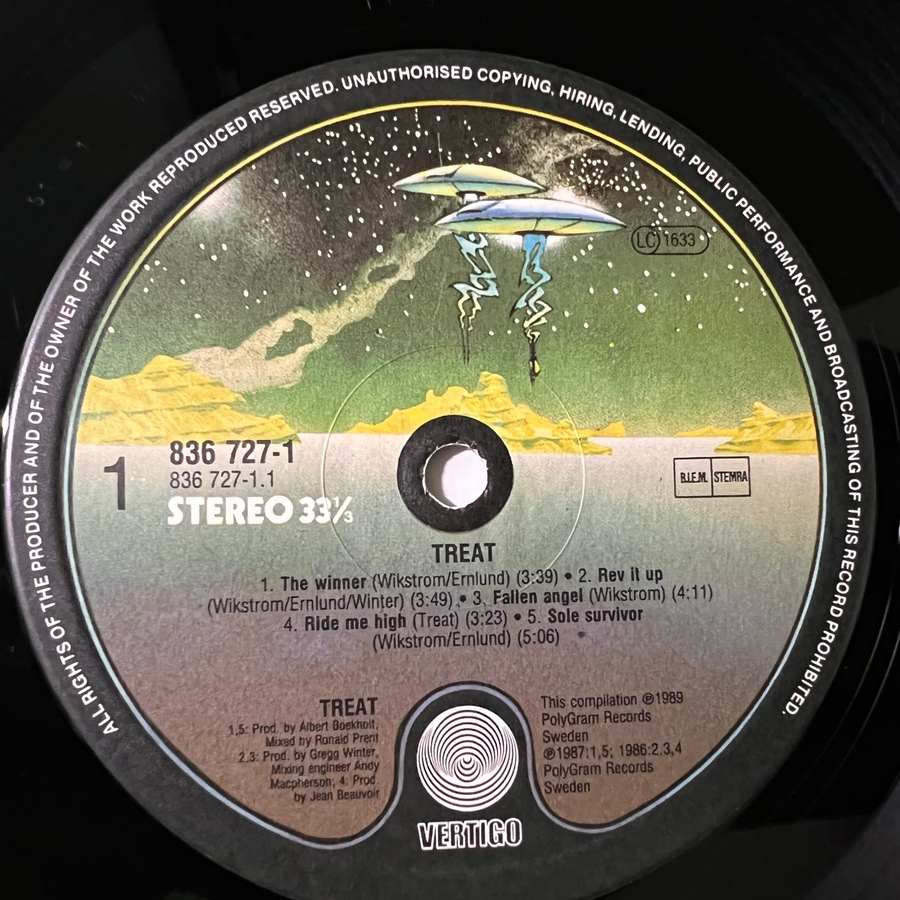 ALL RIGHTS OF THE PRODUCER AND OF THE OWNER OF THE WORK REPRODUCED RESERVED. UNAUTHORISED COPYING, HIRING, LENDING, PUBLIC PERFORMANCE AND BROADCASTING OF THIS RECORD PROHIBITED.
LC 1633
1
836 727-1
836 727-1.1
STEREO 33⅓
B.I.E.M. STEMRA
TREAT
1. The winner (Wikstrom/Ernlund) (3:39) • 2. Rev it up
(Wikstrom/Ernlund/Winter) (3:49) • 3. Fallen angel (Wikstrom) (4:11)
4. Ride me high (Treat) (3:23) • 5. Sole survivor
(Wikstrom/Ernlund) (5:06)
TREAT
1,5: Prod. by Albert Boekholt,
Mixed by Ronald Prent
2.3: Prod. by Gregg Winter,
Mixing engineer Andy
Macpherson; 4: Prod.
by Jean Beauvoir
This compilation ℗1989
PolyGram Records
Sweden
℗1987:1,5; 1986:2,3,4
PolyGram Records
Sweden
VERTIGO